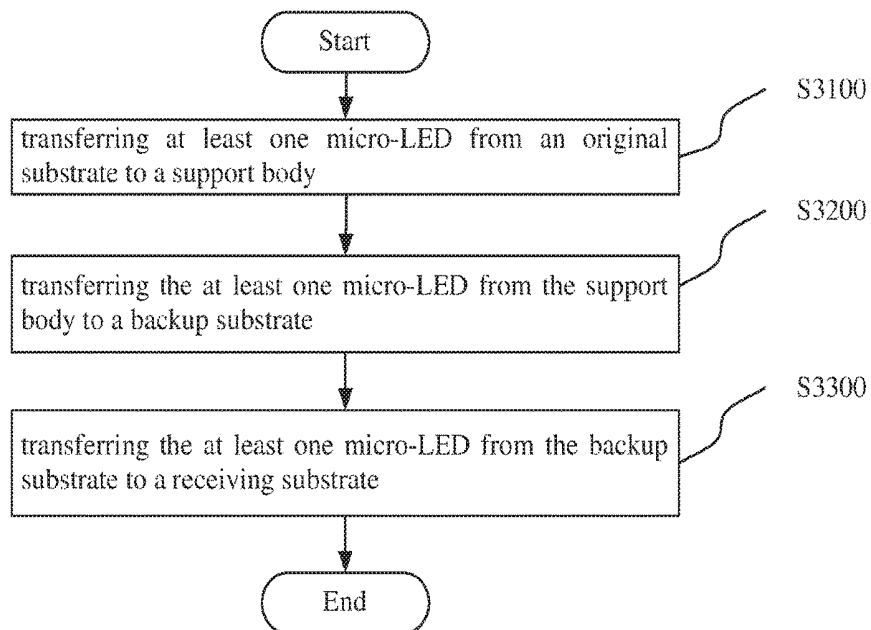 Start
S3100
transferring at least one micro-LED from an original
substrate to a support body
S3200
transferring the at least one micro-LED from the support
body to a backup substrate
S3300
transferring the at least one micro-LED from the backup
substrate to a receiving substrate
End